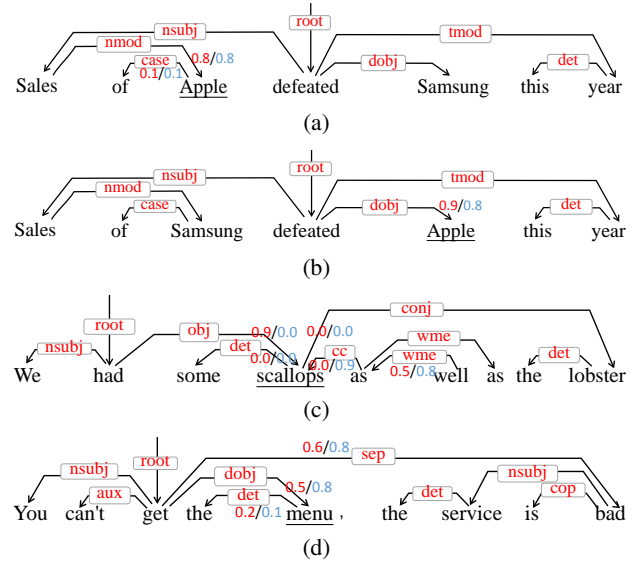 root
nsubj tmod
nmod 0.8/0.8
case dobj det
0.1/0.1
Sales of Apple defeated Samsung this year
(a)
root
nsubj tmod
nmod
case dobj 0.9/0.8 det
Sales of Samsung defeated Apple this year
(b)
conj
root obj 0.9/0.0 0.0/0.0 wme
nsubj det cc wme det
0.0/0.0 0.0/0.9 0.5/0.8
We had some scallops as well as the lobster
(c)
0.6/0.8
root sep
nsubj dobj nsubj
aux det 0.5/0.8 det cop
0.2/0.1
You can't get the menu , the service is bad
(d)